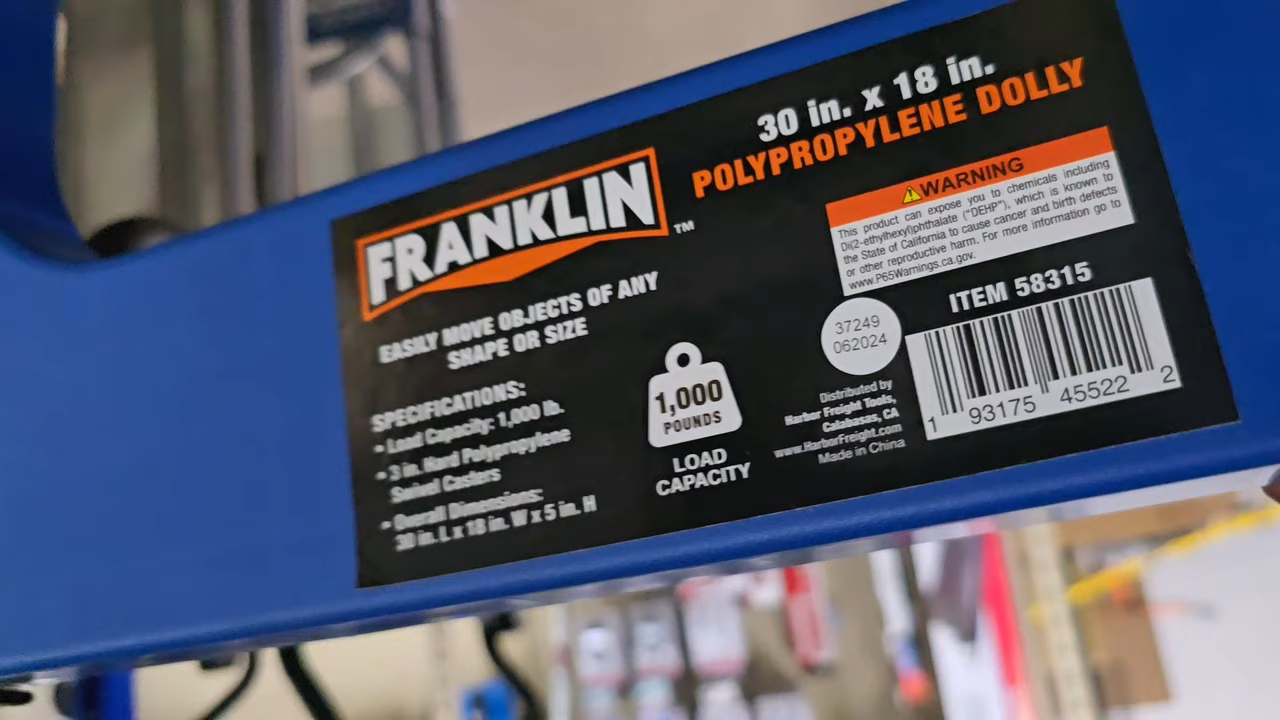 30 in. x 18 in.
POLYPROPYLENE DOLLY
FRANKLIN™
EASILY MOVE OBJECTS OF ANY
SHAPE OR SIZE
SPECIFICATIONS:
• Load Capacity: 1,000 lb.
• 3 in. Hard Polypropylene
Swivel Casters
• Overall Dimensions:
30 in. L x 18 in. W x 5 in. H
1,000
POUNDS
LOAD
CAPACITY
⚠WARNING
This product can expose you to chemicals including
Di(2-ethylhexyl)phthalate ("DEHP"), which is known to
the State of California to cause cancer and birth defects
or other reproductive harm. For more information go to
www.P65Warnings.ca.gov.
37249
062024
Distributed by
Harbor Freight Tools,
Calabasas, CA
www.HarborFreight.com
Made in China
ITEM 58315
1 93175 45522 2